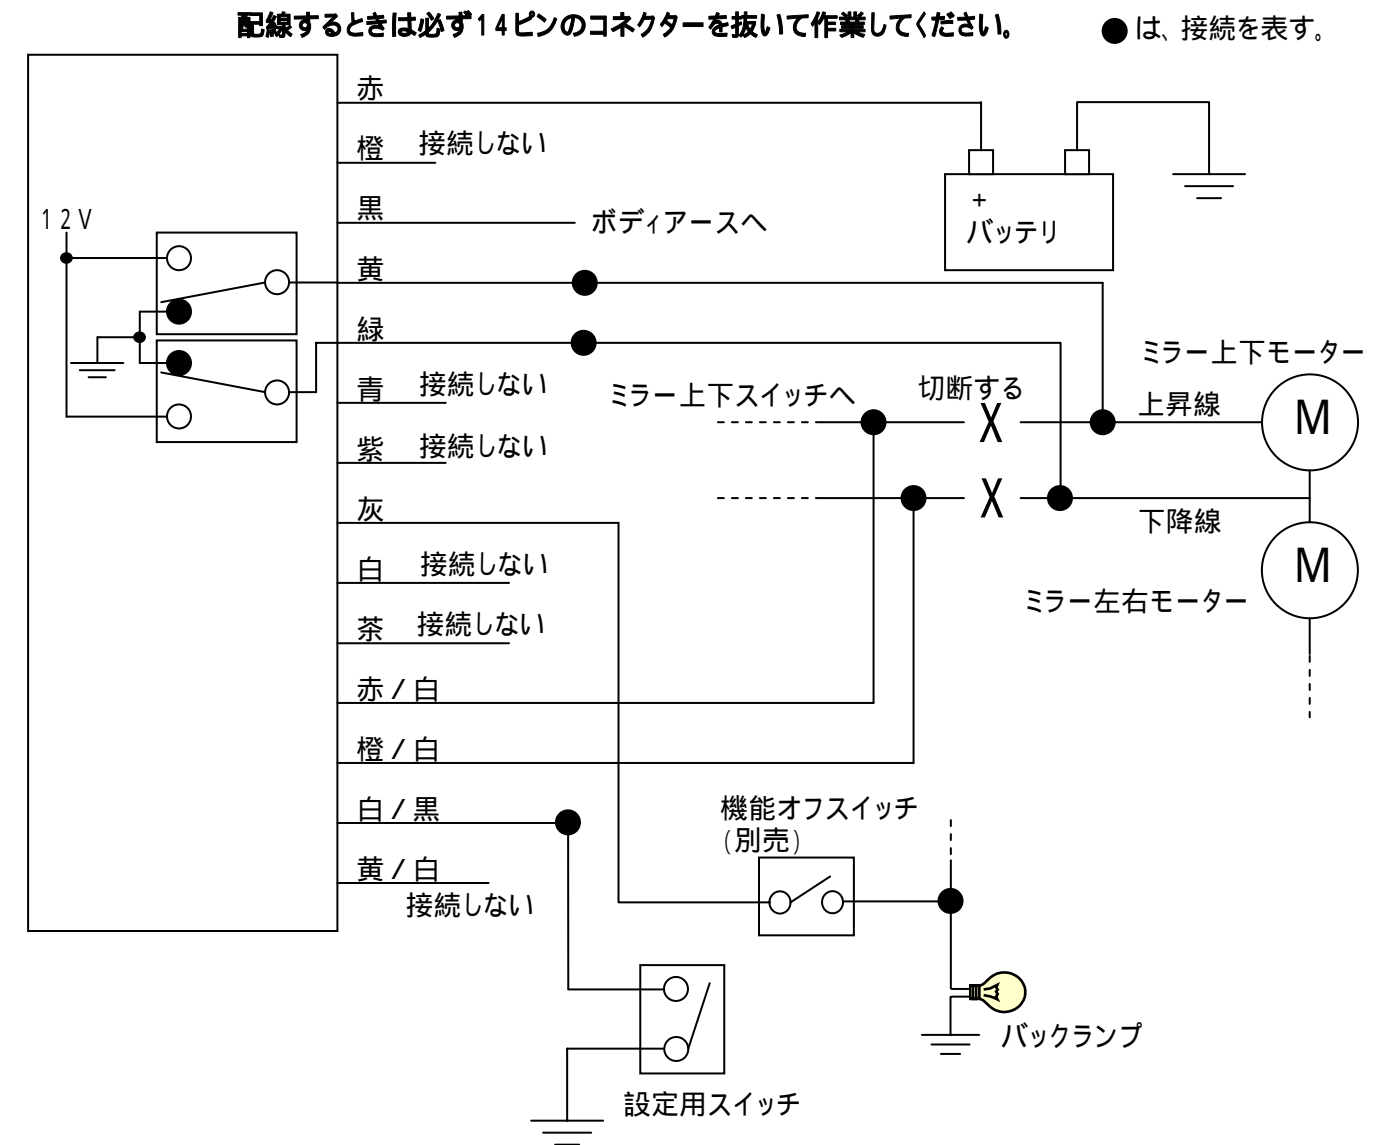 配線するときは必ず14ピンのコネクターを抜いて作業してください。
●は、接続を表す。
赤
橙 接続しない
黒 ボディアースへ
+
バッテリ
12V
黄
緑
ミラー上下モーター
青 接続しない
ミラー上下スイッチへ
切断する
上昇線
M
紫 接続しない
X
灰
X
下降線
白 接続しない
M
ミラー左右モーター
茶 接続しない
赤/白
橙/白
白/黒
機能オフスイッチ
(別売)
黄/白
接続しない
バックランプ
設定用スイッチ